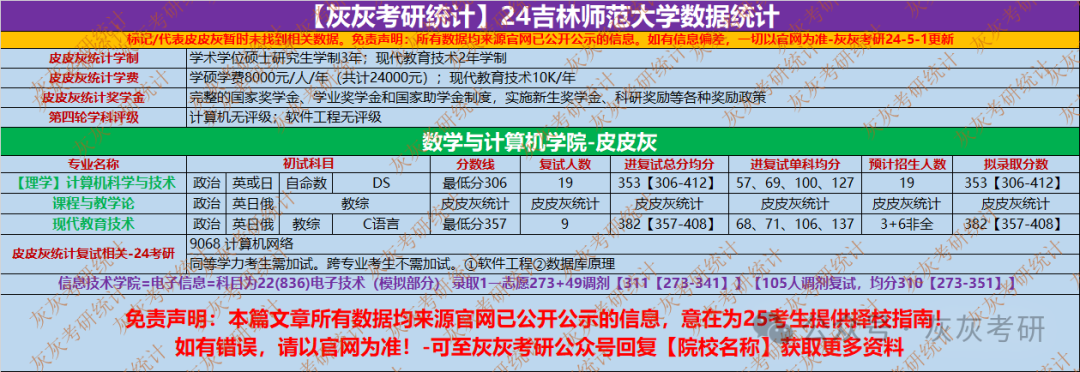 【灰灰考研统计】24吉林师范大学数据统计
标记/代表皮皮灰暂时未找到相关数据。免责声明：所有数据均来源官网已公开公示的信息。如有信息偏差，一切以官网为准-灰灰考研24-5-1更新
皮皮灰统计学制 学术学位硕士研究生学制3年；现代教育技术2年学制
皮皮灰统计学费 学硕学费8000元/人/年（共计24000元）；现代教育技术10K/年
皮皮灰统计奖学金 完整的国家奖学金、学业奖学金和国家助学金制度，实施新生奖学金、科研奖励等各种奖励政策
第四轮学科评级 计算机无评级；软件工程无评级
数学与计算机学院-皮皮灰
专业名称 初试科目 分数线 复试人数 进复试总分均分 进复试单科均分 预计招生人数 拟录取分数
【理学】计算机科学与技术 政治 英或日 自命数 DS 最低分306 19 353【306-412】 57、69、100、127 19 353【306-412】
课程与教学论 政治 英日俄 教综 皮皮灰统计 皮皮灰统计 皮皮灰统计 皮皮灰统计 皮皮灰统计 皮皮灰统计
现代教育技术 政治 英日俄 教综 C语言 最低分357 9 382【357-408】 68、71、106、137 3+6非全 382【357-408】
皮皮灰统计复试相关-24考研 9068 计算机网络
同等学力考生需加试。跨专业考生不需加试。①软件工程②数据库原理
信息技术学院=电子信息=科目为22(836)电子技术（模拟部分） 录取1一志愿273+49调剂【311【273-341】】【105人调剂复试，均分310【273-351】】
免责声明：本篇文章所有数据均来源官网已公开公示的信息，意在为25考生提供择校指南！
如有错误，请以官网为准！-可至灰灰考研公众号回复【院校名称】获取更多资料
公众号 · 灰灰考研